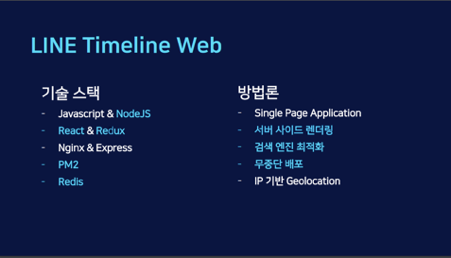 LINE Timeline Web
기술 스택
- Javascript & NodeJS
- React & Redux
- Nginx & Express
- PM2
- Redis
방법론
- Single Page Application
- 서버 사이드 렌더링
- 검색 엔진 최적화
- 무중단 배포
- IP 기반 Geolocation